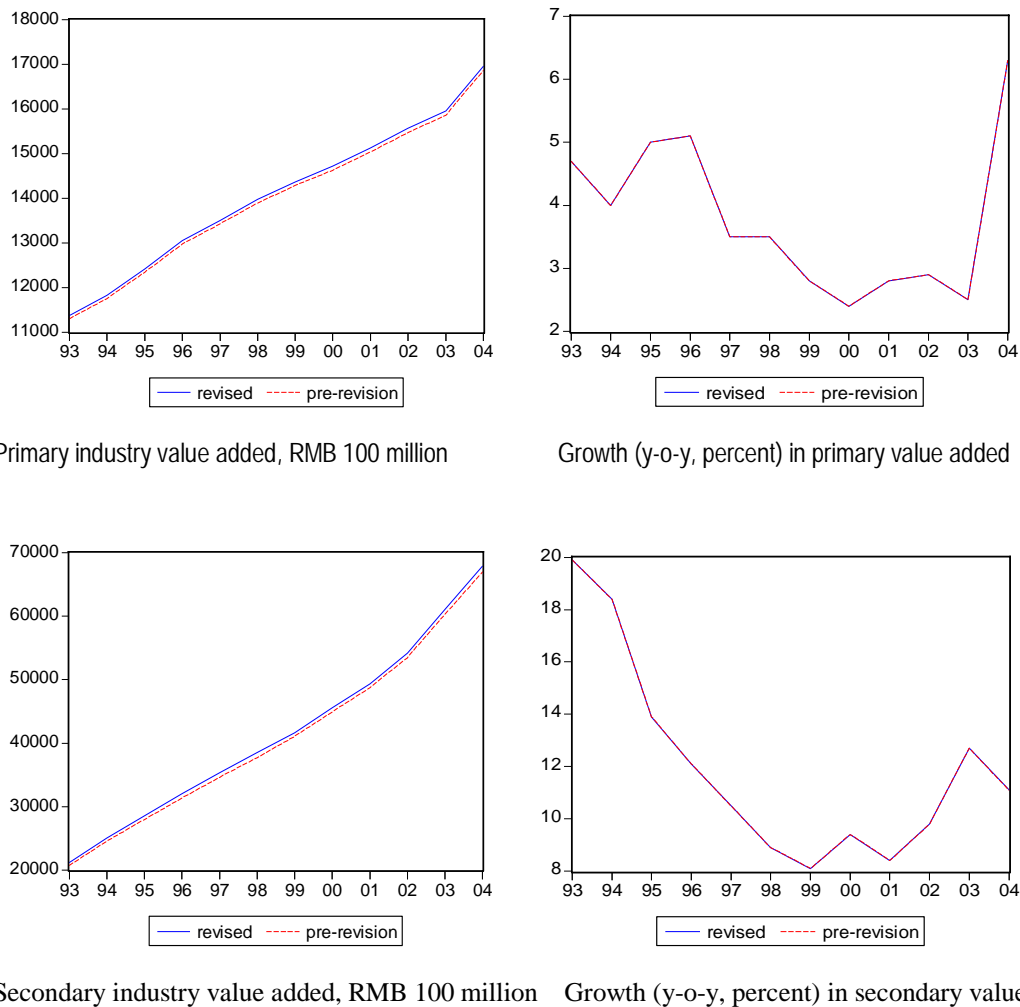 18000
17000
16000
15000
14000
13000
12000
11000
93 94 95 96 97 98 99 00 01 02 03 04
revised pre-revision
7
6
5
4
3
2
93 94 95 96 97 98 99 00 01 02 03 04
revised pre-revision
Primary industry value added, RMB 100 million
Growth (y-o-y, percent) in primary value added
70000
60000
50000
40000
30000
20000
93 94 95 96 97 98 99 00 01 02 03 04
revised pre-revision
20
18
16
14
12
10
8
93 94 95 96 97 98 99 00 01 02 03 04
revised pre-revision
Secondary industry value added, RMB 100 million
Growth (y-o-y, percent) in secondary value